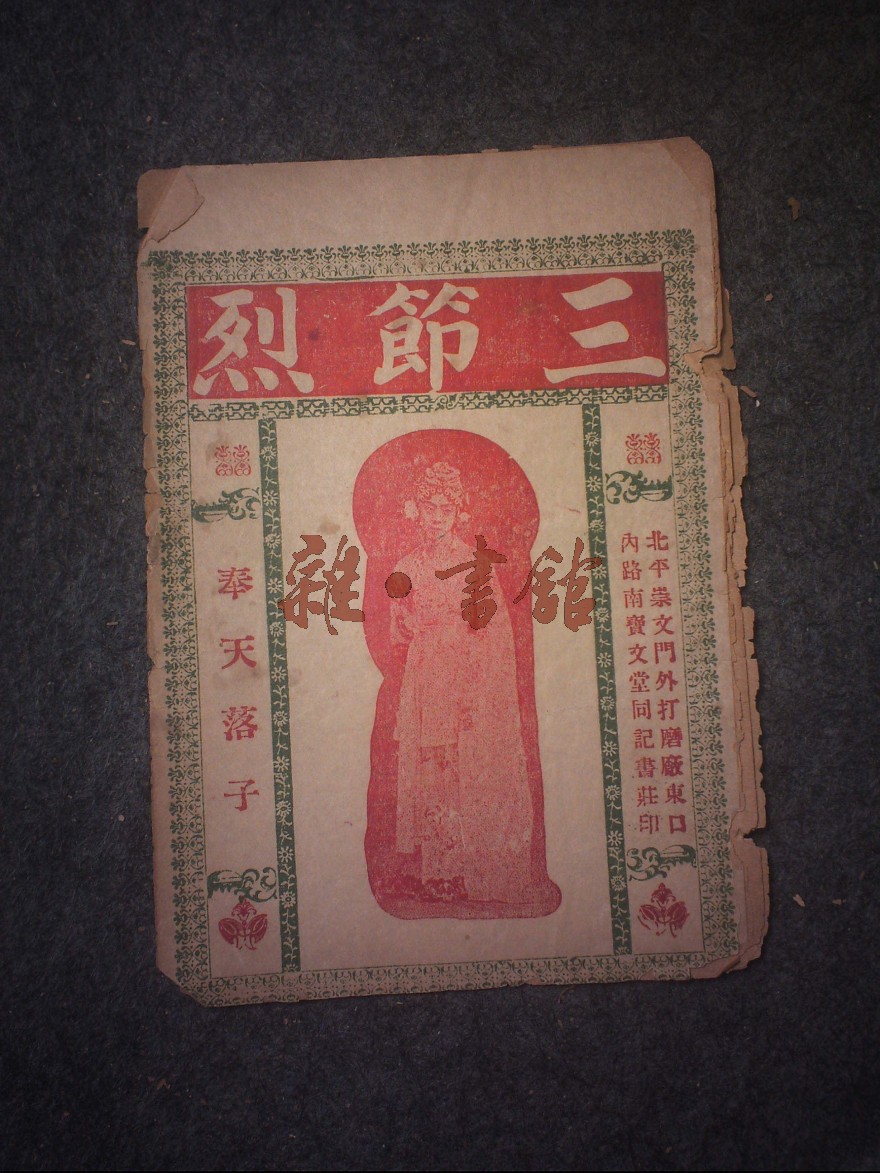 三節烈
北平崇文門外打磨廠東口
內路南寶文堂同記書莊印
奉天落子
雜·書館